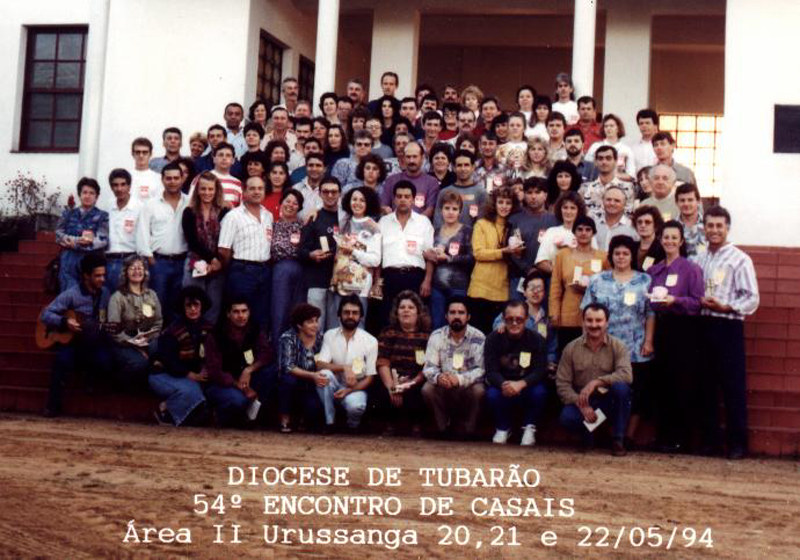 DIOCESE DE TUBARÃO
54º ENCONTRO DE CASAIS
Área II Urussanga 20,21 e 22/05/94